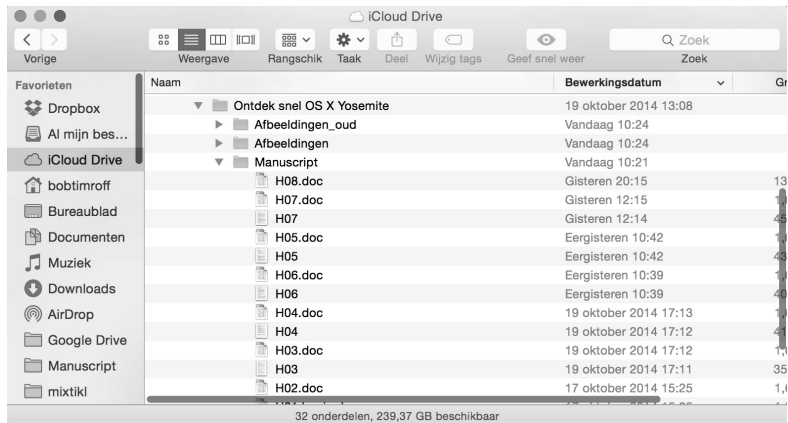 iCloud Drive
Zoek
Vorige Weergave Rangschik Taak Deel Wijzig tags Geef snel weer Zoek
Favorieten
Dropbox
Al mijn bes...
iCloud Drive
bobtimroff
Bureaublad
Documenten
Muziek
Downloads
AirDrop
Google Drive
Manuscript
mixtikl
Naam Bewerkingsdatum Gr
Ontdek snel OS X Yosemite 19 oktober 2014 13:08
Afbeeldingen_oud Vandaag 10:24
Afbeeldingen Vandaag 10:24
Manuscript Vandaag 10:21
H08.doc Gisteren 20:15 13
H07.doc Gisteren 12:15
H07 Gisteren 12:14
H05.doc Eergisteren 10:42
H05 Eergisteren 10:42
H06.doc Eergisteren 10:39
H06 Eergisteren 10:39
H04.doc 19 oktober 2014 17:13
H04 19 oktober 2014 17:12
H03.doc 19 oktober 2014 17:12
H03 19 oktober 2014 17:11 35
H02.doc 17 oktober 2014 15:25
32 onderdelen, 239,37 GB beschikbaar